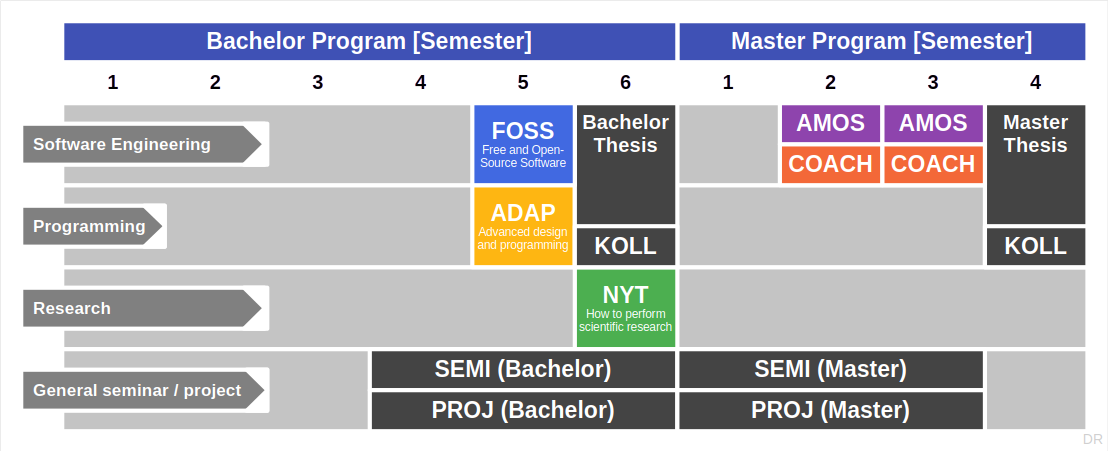 Bachelor Program [Semester]
Master Program [Semester]
1 2 3 4 5 6 1 2 3 4
Software Engineering
FOSS
Free and Open-
Source Software
Bachelor
Thesis
AMOS
AMOS
COACH
COACH
Master
Thesis
Programming
ADAP
Advanced design
and programming
KOLL
KOLL
Research
NYT
How to perform
scientific research
General seminar / project
SEMI (Bachelor)
SEMI (Master)
PROJ (Bachelor)
PROJ (Master)
DR